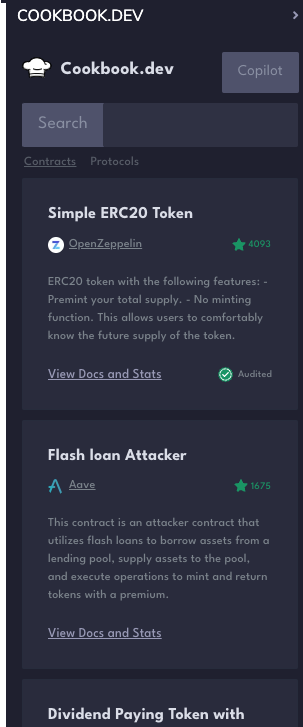 COOKBOOK.DEV
Cookbook.dev
Copilot
Search
Contracts Protocols
Simple ERC20 Token
OpenZeppelin 4093
ERC20 token with the following features: -
Premint your total supply. - No minting
function. This allows users to comfortably
know the future supply of the token.
View Docs and Stats Audited
Flash loan Attacker
Aave 1675
This contract is an attacker contract that
utilizes flash loans to borrow assets from a
lending pool, supply assets to the pool,
and execute operations to mint and return
tokens with a premium.
View Docs and Stats
Dividend Paying Token with